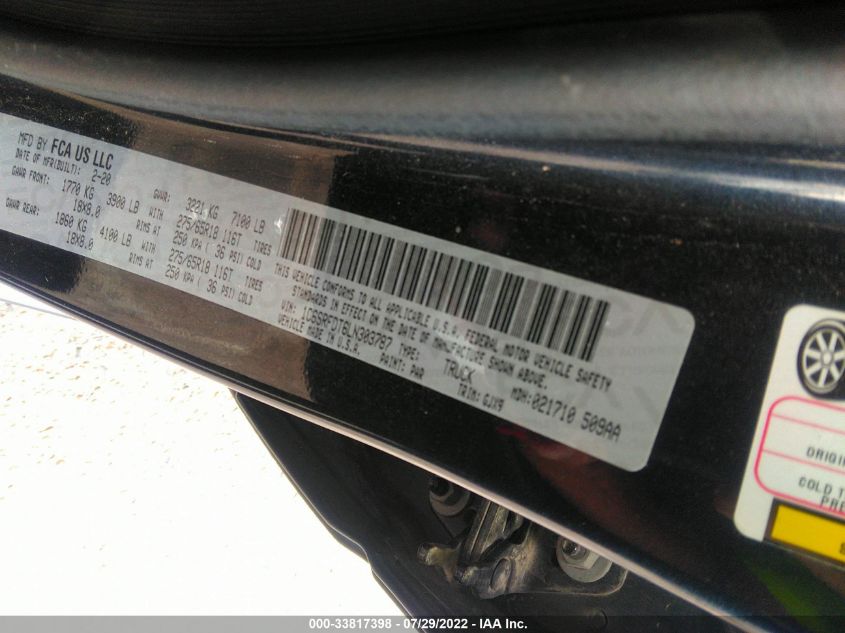 MFD BY FCA US LLC
DATE OF MFR(BUILT): 2-20
GVWR: 3221 KG 7100 LB
GAWR FRONT: 1770 KG 3900 LB WITH 275/65R18 116T TIRES
18X8.0 RIMS AT 250 KPA ( 36 PSI) COLD
GAWR REAR: 1860 KG 4100 LB WITH 275/65R18 116T TIRES
18X8.0 RIMS AT 250 KPA ( 36 PSI) COLD
THIS VEHICLE CONFORMS TO ALL APPLICABLE U.S.A. FEDERAL MOTOR VEHICLE SAFETY
STANDARDS IN EFFECT ON THE DATE OF MANUFACTURE SHOWN ABOVE.
VIN: 1C6SRFDT6LN303787 TYPE: TRUCK MDH: 021710 509AA
VEHICLE MADE IN U.S.A. PAINT: PAR TRIM: GJX9
COLD
000-33817398 - 07/29/2022 - IAA Inc.